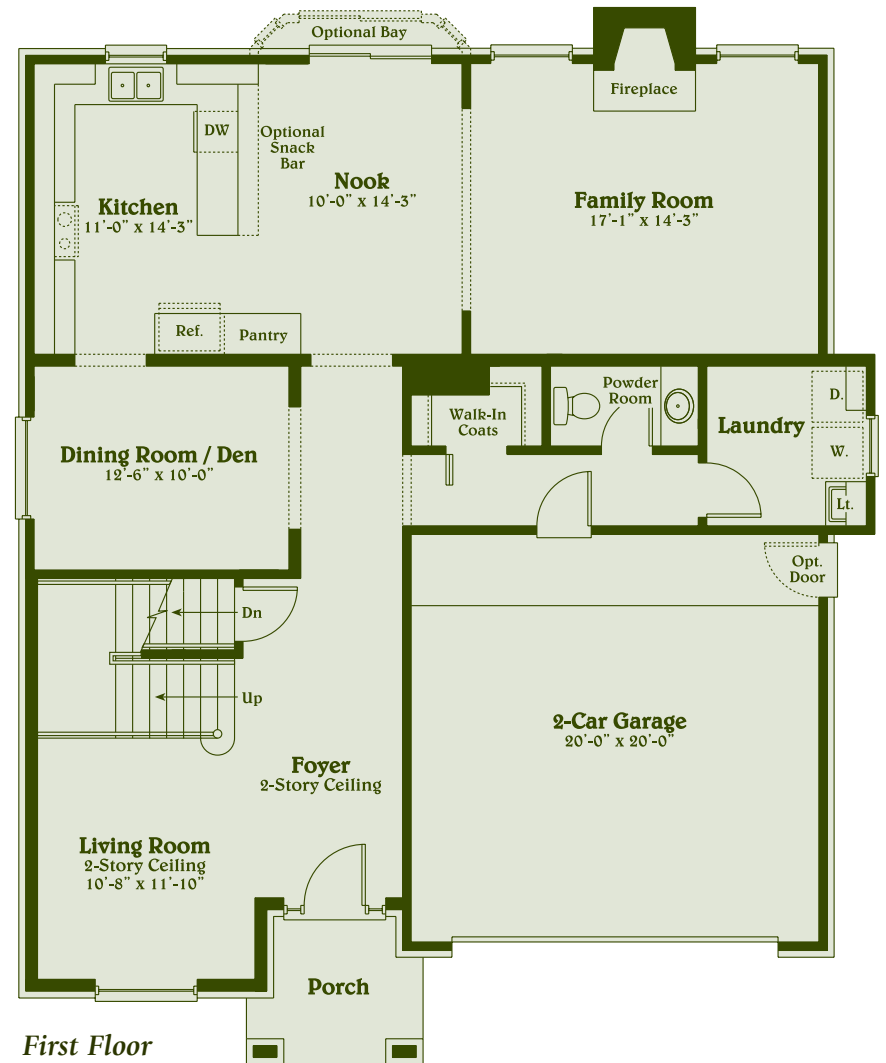 Optional Bay
Fireplace
DW
Optional
Snack
Bar
Nook
10'-0" x 14'-3"
Kitchen
11'-0" x 14'-3"
Family Room
17'-1" x 14'-3"
Ref.
Pantry
Walk-In
Coats
Powder
Room
Laundry
D.
W.
Lt.
Dining Room / Den
12'-6" x 10'-0"
Opt.
Door
Dn
Up
2-Car Garage
20'-0" x 20'-0"
Foyer
2-Story Ceiling
Living Room
2-Story Ceiling
10'-8" x 11'-10"
Porch
First Floor